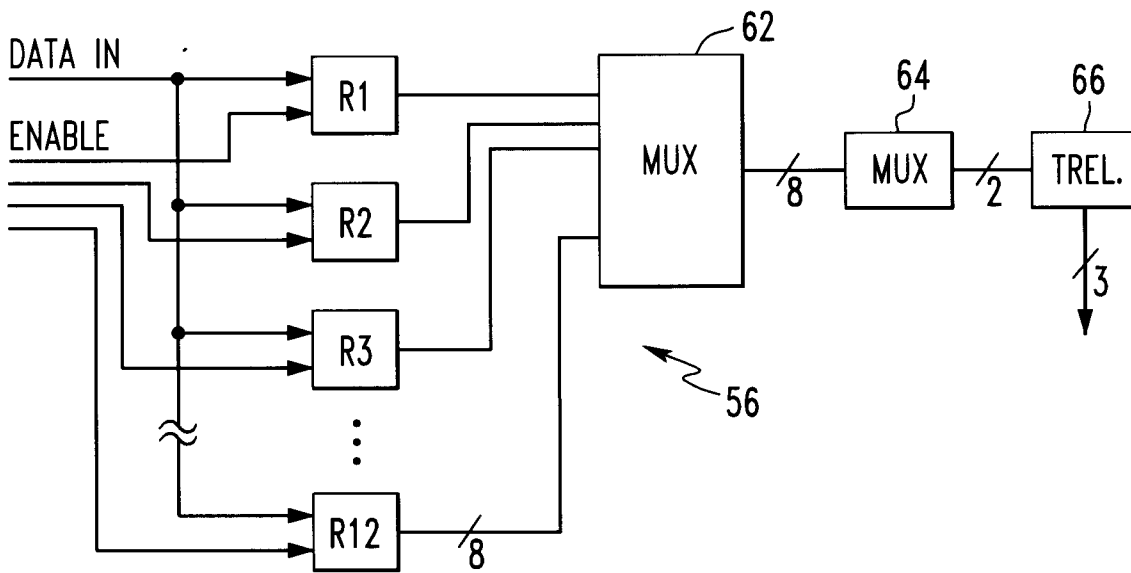 DATA IN
ENABLE
R1
R2
R3
R12
8
62
MUX
8
64
MUX
2
66
TREL.
3
56